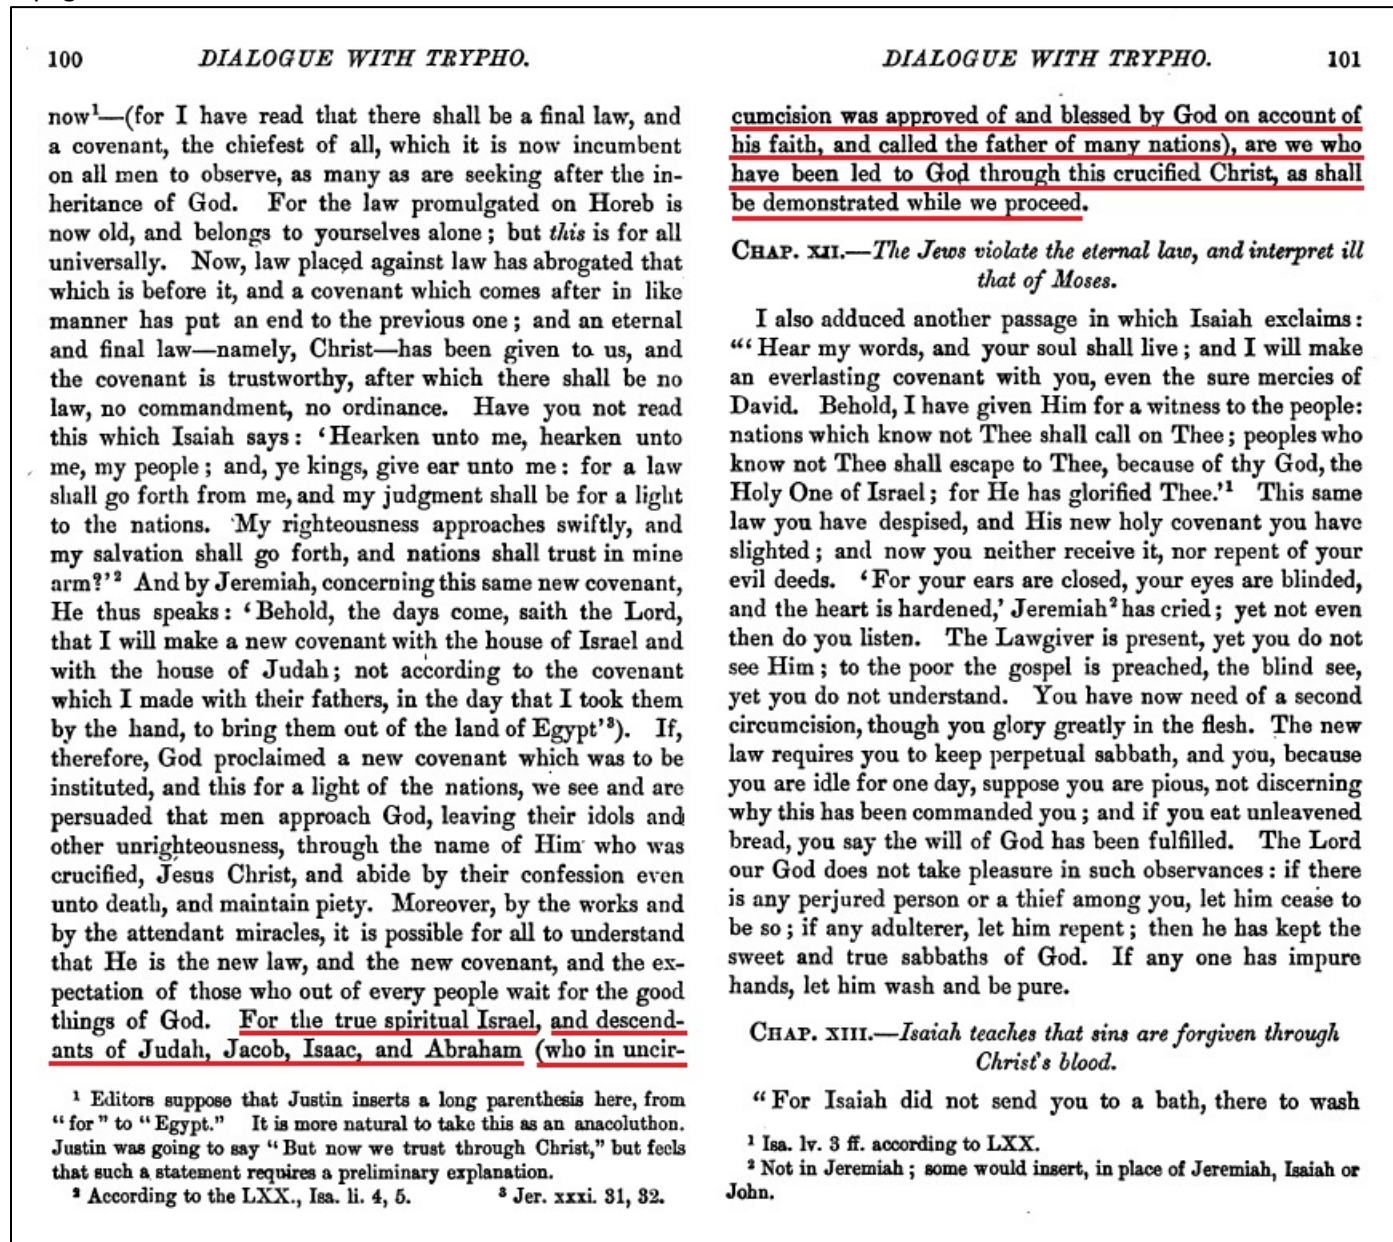 100 DIALOGUE WITH TRYPHO.
now¹—(for I have read that there shall be a final law, and
a covenant, the chiefest of all, which it is now incumbent
on all men to observe, as many as are seeking after the in-
heritance of God. For the law promulgated on Horeb is
now old, and belongs to yourselves alone; but this is for all
universally. Now, law placed against law has abrogated that
which is before it, and a covenant which comes after in like
manner has put an end to the previous one; and an eternal
and final law—namely, Christ—has been given to us, and
the covenant is trustworthy, after which there shall be no
law, no commandment, no ordinance. Have you not read
this which Isaiah says: ‘Hearken unto me, hearken unto
me, my people; and, ye kings, give ear unto me: for a law
shall go forth from me, and my judgment shall be for a light
to the nations. My righteousness approaches swiftly, and
my salvation shall go forth, and nations shall trust in mine
arm?’² And by Jeremiah, concerning this same new covenant,
He thus speaks: ‘Behold, the days come, saith the Lord,
that I will make a new covenant with the house of Israel and
with the house of Judah; not according to the covenant
which I made with their fathers, in the day that I took them
by the hand, to bring them out of the land of Egypt’³). If,
therefore, God proclaimed a new covenant which was to be
instituted, and this for a light of the nations, we see and are
persuaded that men approach God, leaving their idols and
other unrighteousness, through the name of Him who was
crucified, Jesus Christ, and abide by their confession even
unto death, and maintain piety. Moreover, by the works and
by the attendant miracles, it is possible for all to understand
that He is the new law, and the new covenant, and the ex-
pectation of those who out of every people wait for the good
things of God. For the true spiritual Israel, and descend-
ants of Judah, Jacob, Isaac, and Abraham (who in uncir-
¹ Editors suppose that Justin inserts a long parenthesis here, from
“for” to “Egypt.” It is more natural to take this as an anacoluthon.
Justin was going to say “But now we trust through Christ,” but feels
that such a statement requires a preliminary explanation.
² According to the LXX., Isa. li. 4, 5. ³ Jer. xxxi. 31, 32.
DIALOGUE WITH TRYPHO. 101
cumcision was approved of and blessed by God on account of
his faith, and called the father of many nations), are we who
have been led to God through this crucified Christ, as shall
be demonstrated while we proceed.
CHAP. XII.—The Jews violate the eternal law, and interpret ill
that of Moses.
I also adduced another passage in which Isaiah exclaims:
“‘Hear my words, and your soul shall live; and I will make
an everlasting covenant with you, even the sure mercies of
David. Behold, I have given Him for a witness to the people:
nations which know not Thee shall call on Thee; peoples who
know not Thee shall escape to Thee, because of thy God, the
Holy One of Israel; for He has glorified Thee.’¹ This same
law you have despised, and His new holy covenant you have
slighted; and now you neither receive it, nor repent of your
evil deeds. ‘For your ears are closed, your eyes are blinded,
and the heart is hardened,’ Jeremiah² has cried; yet not even
then do you listen. The Lawgiver is present, yet you do not
see Him; to the poor the gospel is preached, the blind see,
yet you do not understand. You have now need of a second
circumcision, though you glory greatly in the flesh. The new
law requires you to keep perpetual sabbath, and you, because
you are idle for one day, suppose you are pious, not discerning
why this has been commanded you; and if you eat unleavened
bread, you say the will of God has been fulfilled. The Lord
our God does not take pleasure in such observances: if there
is any perjured person or a thief among you, let him cease to
be so; if any adulterer, let him repent; then he has kept the
sweet and true sabbaths of God. If any one has impure
hands, let him wash and be pure.
CHAP. XIII.—Isaiah teaches that sins are forgiven through
Christ's blood.
“For Isaiah did not send you to a bath, there to wash
¹ Isa. lv. 3 ff. according to LXX.
² Not in Jeremiah; some would insert, in place of Jeremiah, Isaiah or
John.